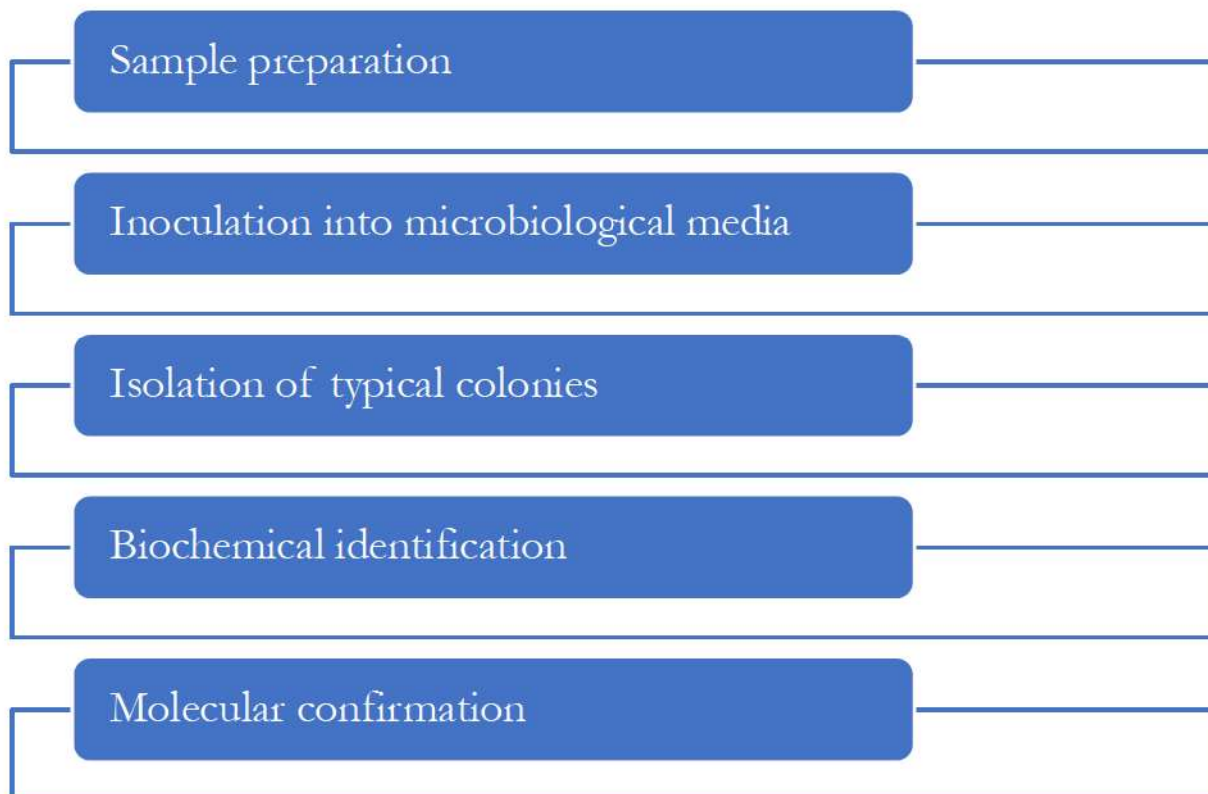 Sample preparation
Inoculation into microbiological media
Isolation of typical colonies
Biochemical identification
Molecular confirmation